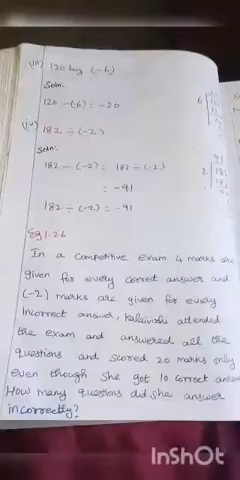 (iii) 120 by (-6)
Soln:
120 ÷ (-6) = -20
(iv) 182 ÷ (-2)
Soln:
182 ÷ (-2) = 182 ÷ (-2)
= -91
182 ÷ (-2) = -91
Eg 1.26
In a competitive exam 4 marks are
given for every correct answer and
(-2) marks are given for every
Incorrect answer, Kalaivizhi attended
the exam and answered all the
questions and scored 20 marks only
even though she got 10 correct answe
How many questions did she answer
incorrectly?
InShOt